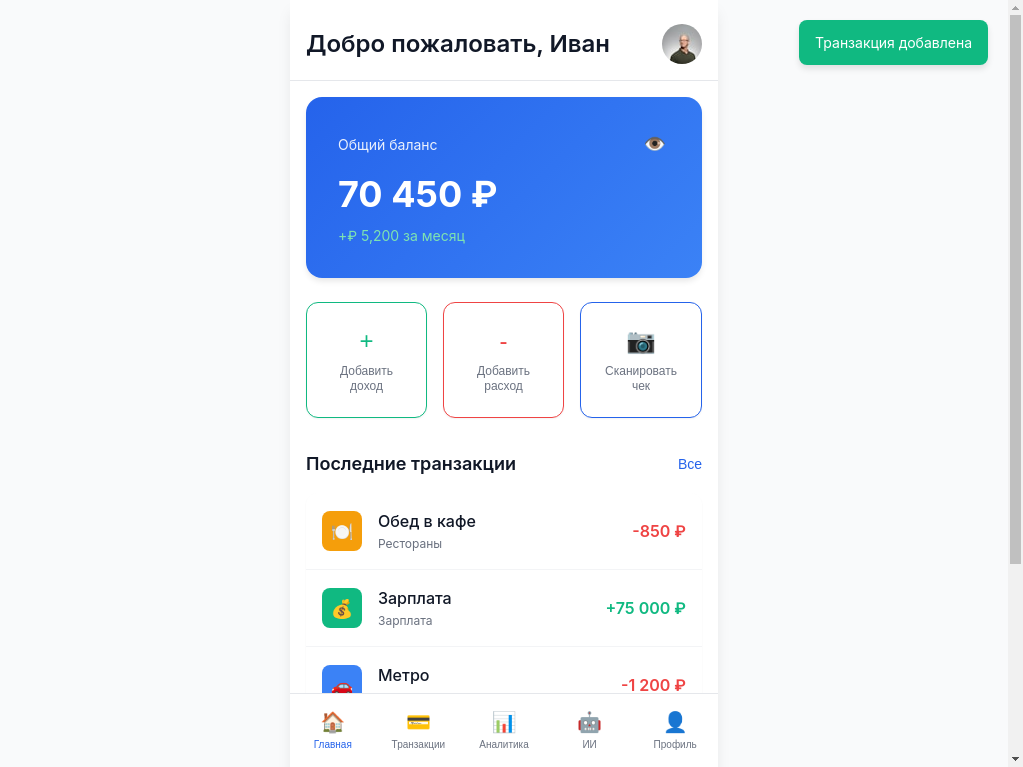 Добро пожаловать, Иван
Транзакция добавлена
Общий баланс
70 450 ₽
+₽ 5,200 за месяц
+
Добавить
доход
-
Добавить
расход
Сканировать
чек
Последние транзакции
Все
Обед в кафе
Рестораны
-850 ₽
Зарплата
Зарплата
+75 000 ₽
Метро
-1 200 ₽
Главная
Транзакции
Аналитика
ИИ
Профиль